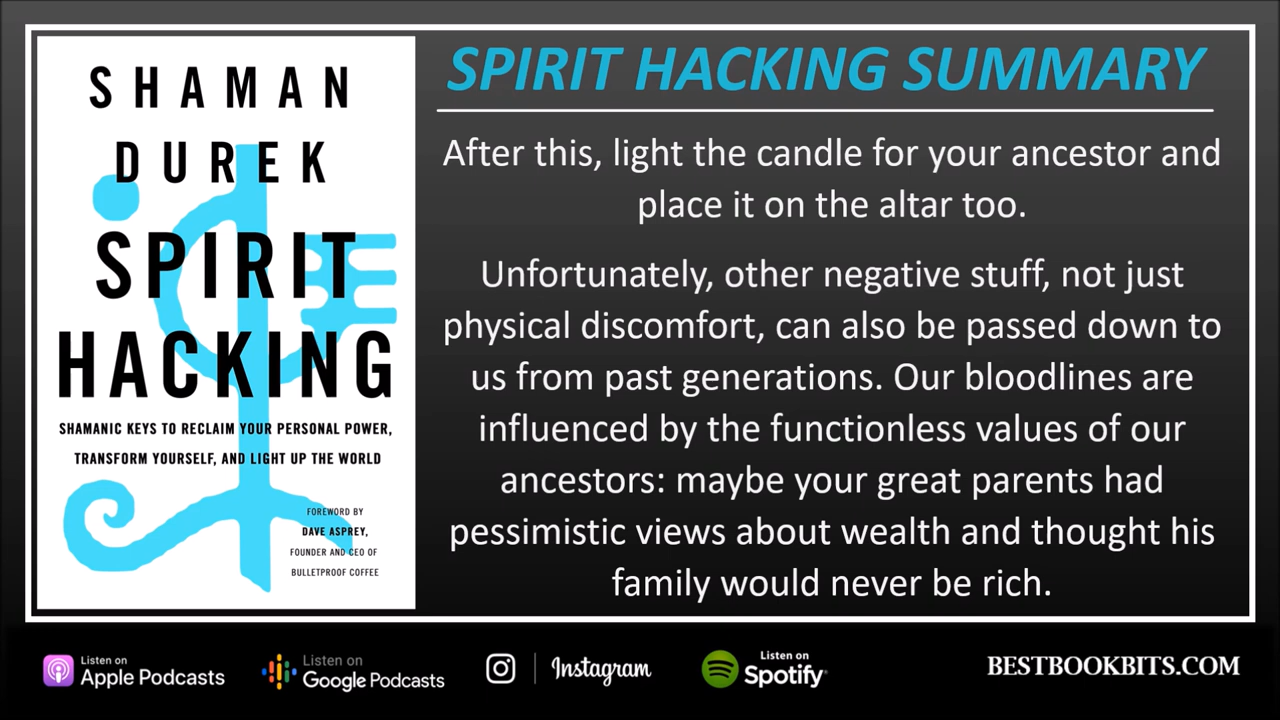 SHAMAN
DUREK
SPIRIT
HACKING
SHAMANIC KEYS TO RECLAIM YOUR PERSONAL POWER,
TRANSFORM YOURSELF, AND LIGHT UP THE WORLD
FOREWORD BY
DAVE ASPREY,
FOUNDER AND CEO OF
BULLETPROOF COFFEE
SPIRIT HACKING SUMMARY
After this, light the candle for your ancestor and
place it on the altar too.
Unfortunately, other negative stuff, not just
physical discomfort, can also be passed down to
us from past generations. Our bloodlines are
influenced by the functionless values of our
ancestors: maybe your great parents had
pessimistic views about wealth and thought his
family would never be rich.
Listen on
Apple Podcasts
Listen on
Google Podcasts
Instagram
Listen on
Spotify
BESTBOOKBITS.COM